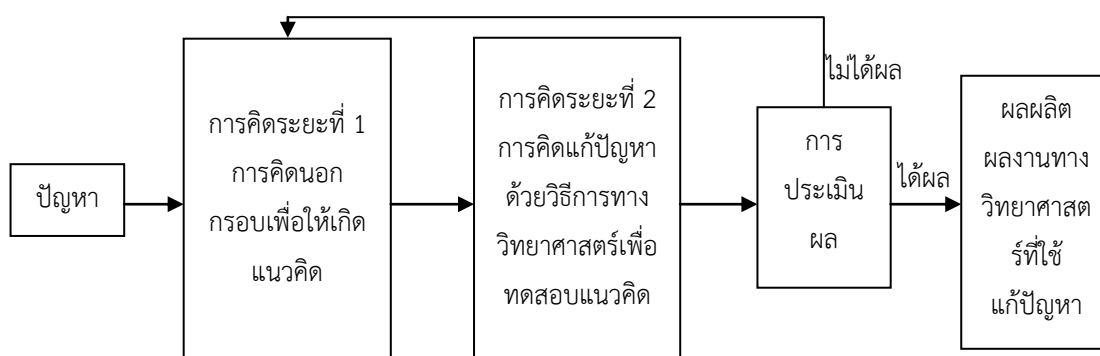 ปัญหา
การคิดระยะที่ 1
การคิดนอก
กรอบเพื่อให้เกิด
แนวคิด
การคิดระยะที่ 2
การคิดแก้ปัญหา
ด้วยวิธีการทาง
วิทยาศาสตร์เพื่อ
ทดสอบแนวคิด
ไม่ได้ผล
การ
ประเมิน
ผล
ได้ผล
ผลผลิต
ผลงานทาง
วิทยาศาสต
ร์ที่ใช้
แก้ปัญหา